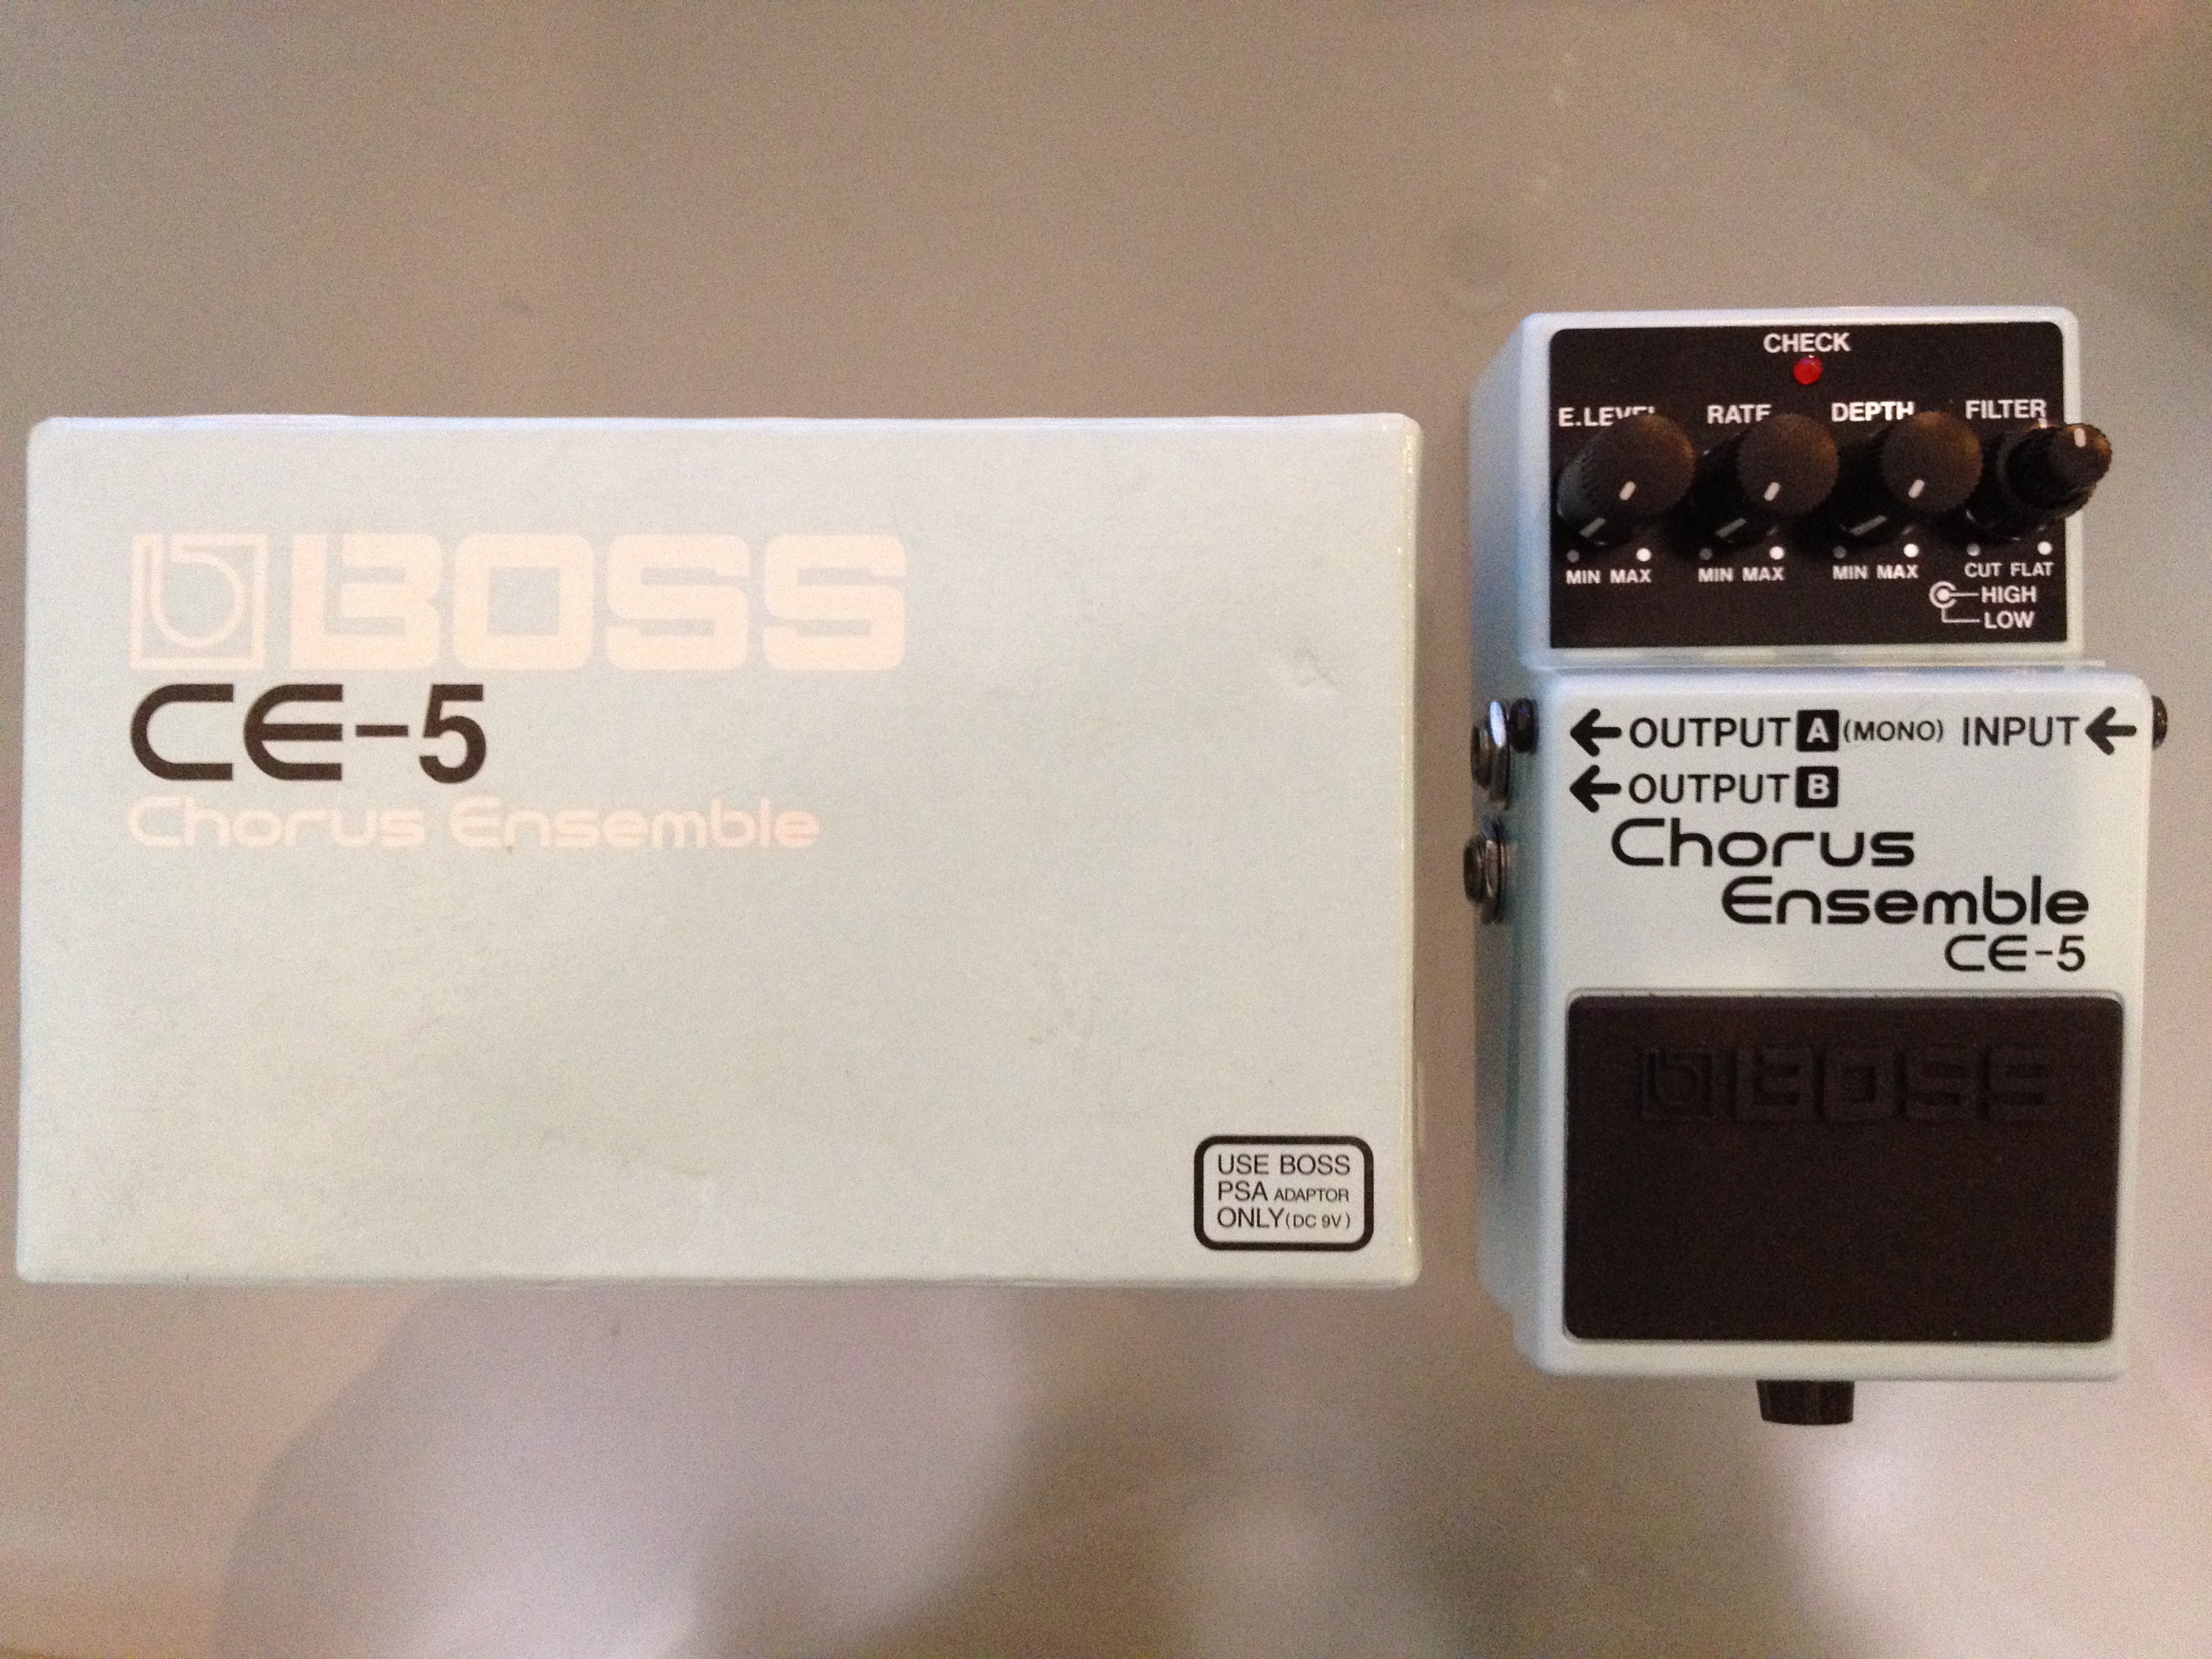 BOSS
CE-5
Chorus Ensemble
USE BOSS
PSA ADAPTOR
ONLY (DC 9V)
CHECK
E.LEVEL RATE DEPTH FILTER
MIN MAX MIN MAX MIN MAX CUT FLAT
HIGH
LOW
OUTPUT A (MONO) INPUT
OUTPUT B
Chorus
Ensemble
CE-5
BOSS